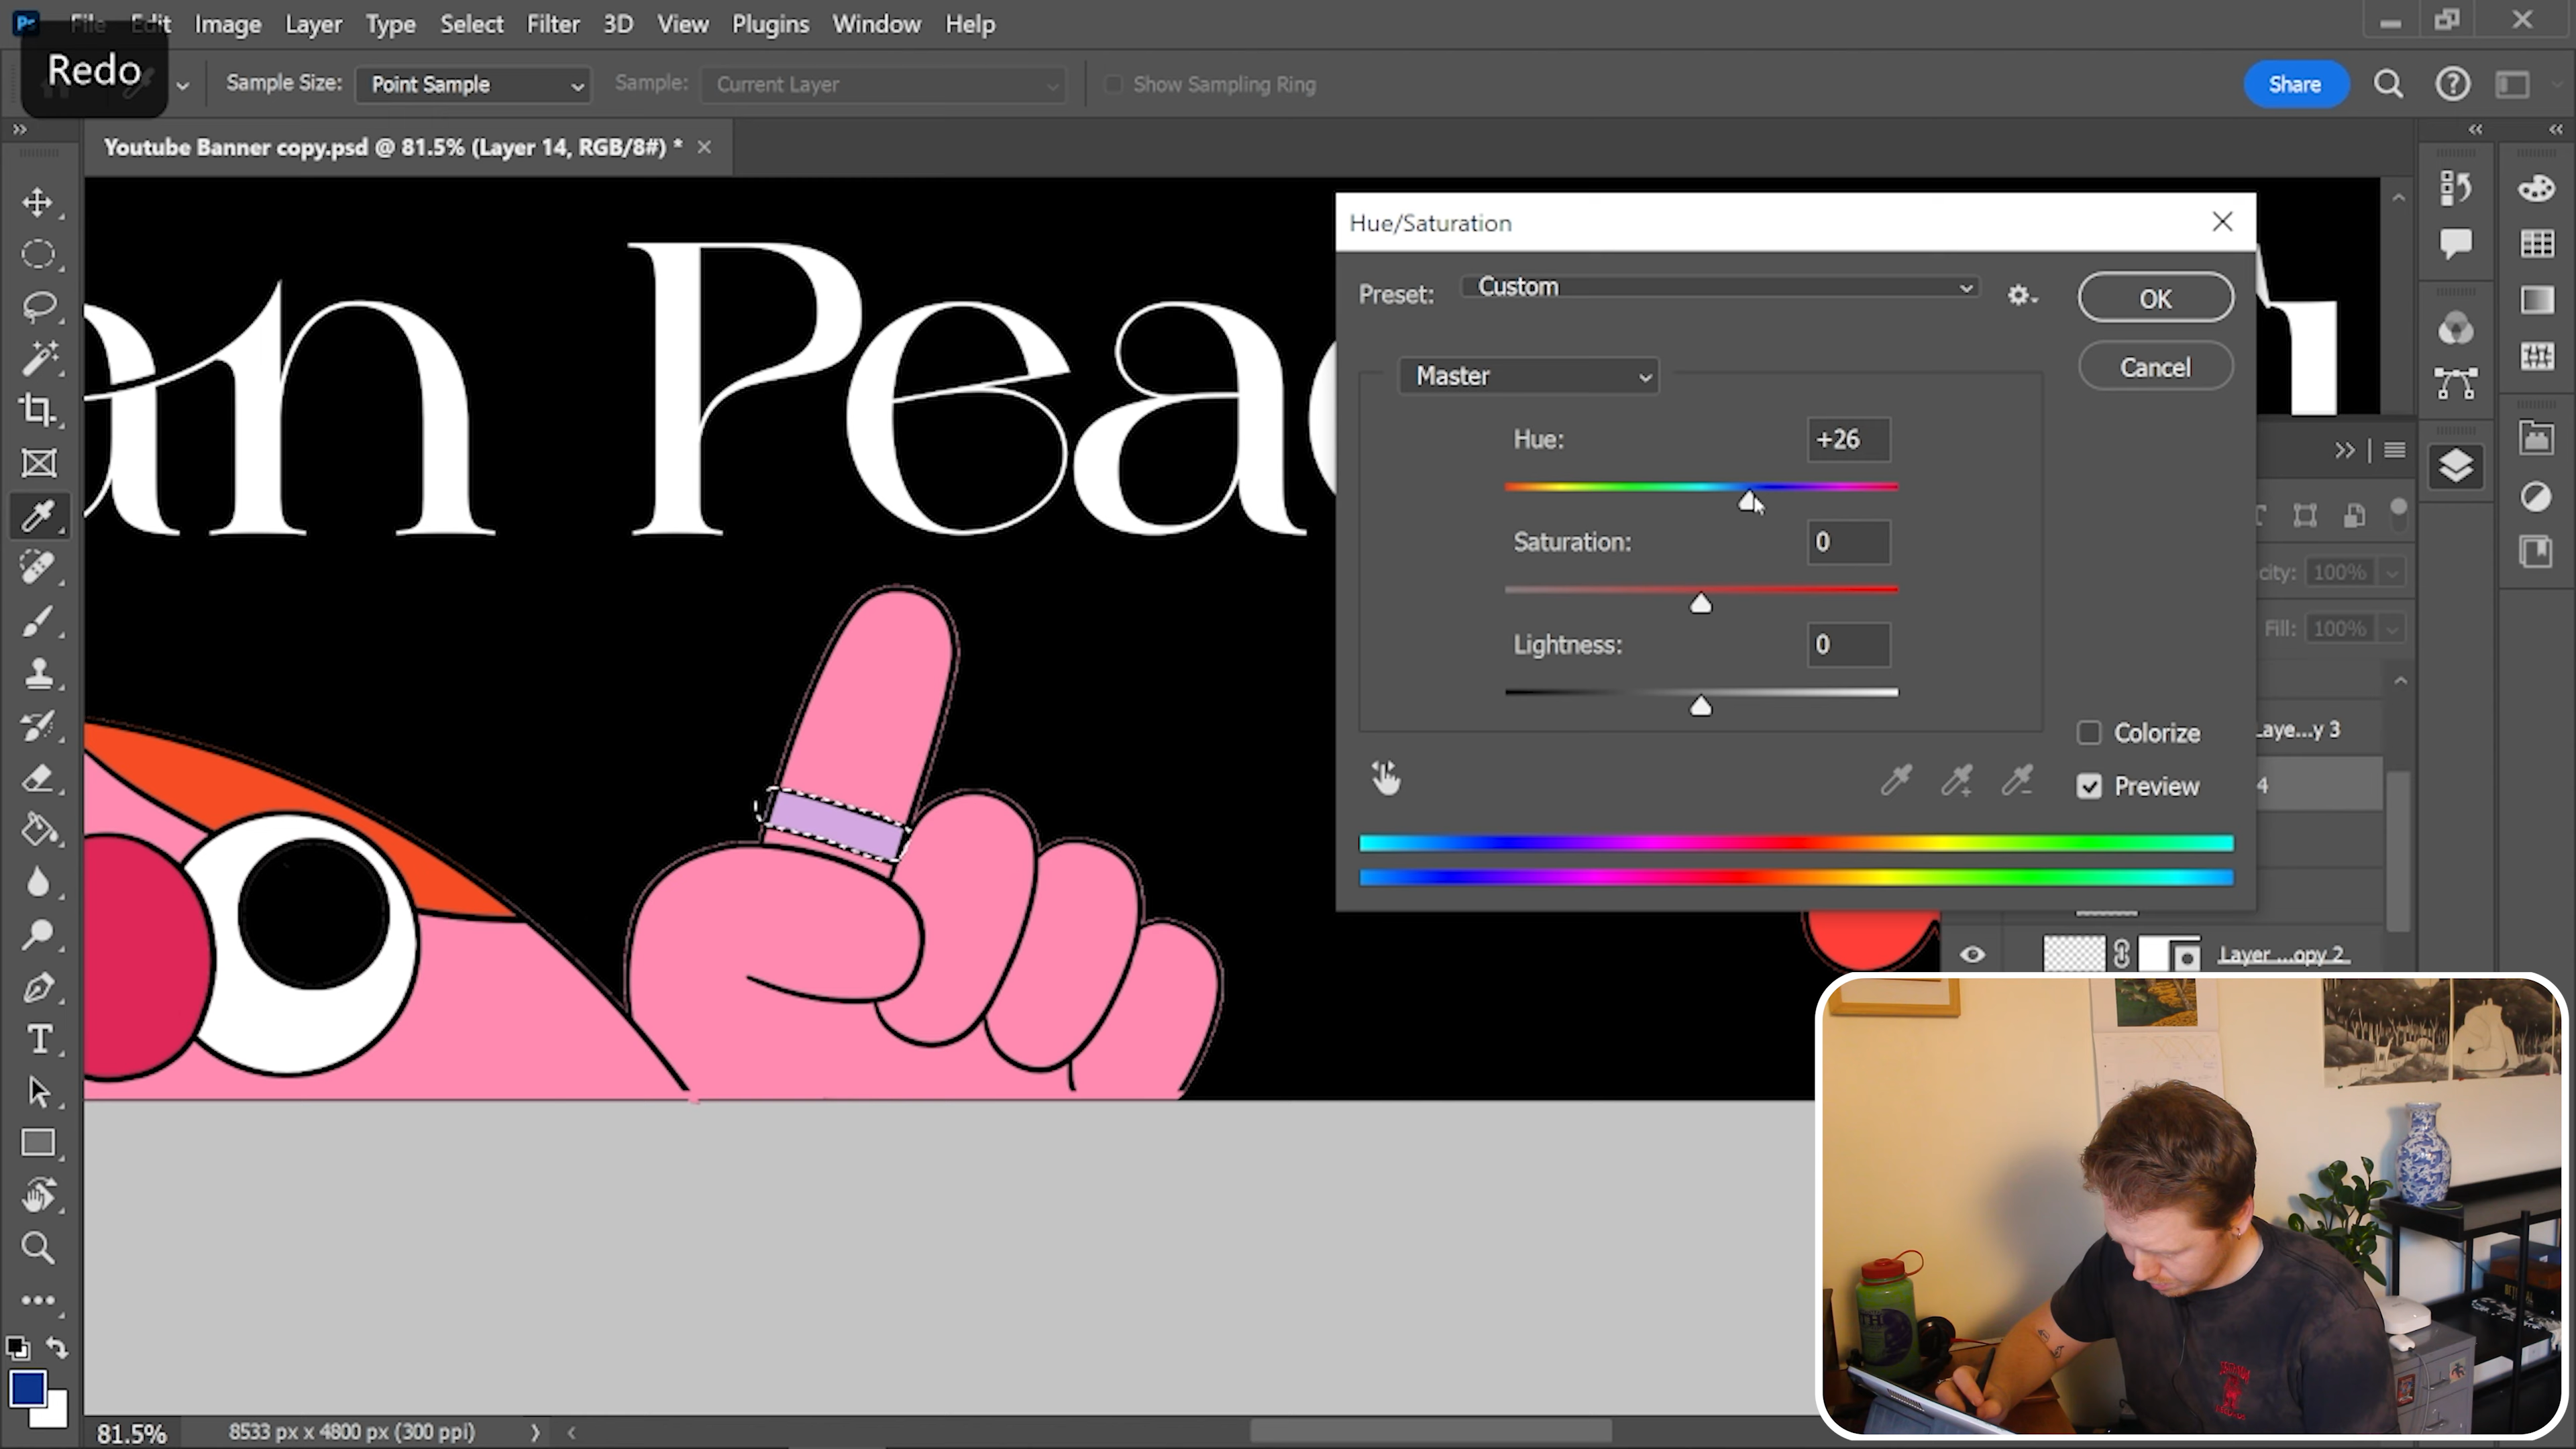 Ps File Edit Image Layer Type Select Filter 3D View Plugins Window Help
Redo
Sample Size: Point Sample Sample: Current Layer Show Sampling Ring Share
Youtube Banner copy.psd @ 81.5% (Layer 14, RGB/8#) *
an Pea
Hue/Saturation
Preset: Custom
OK
Master
Cancel
Hue: +26
Saturation: 0
Lightness: 0
Colorize
Preview
city: 100%
Fill: 100%
Laye...y 3
4
Layer ...opy 2
81.5% 8533 px x 4800 px (300 ppi)